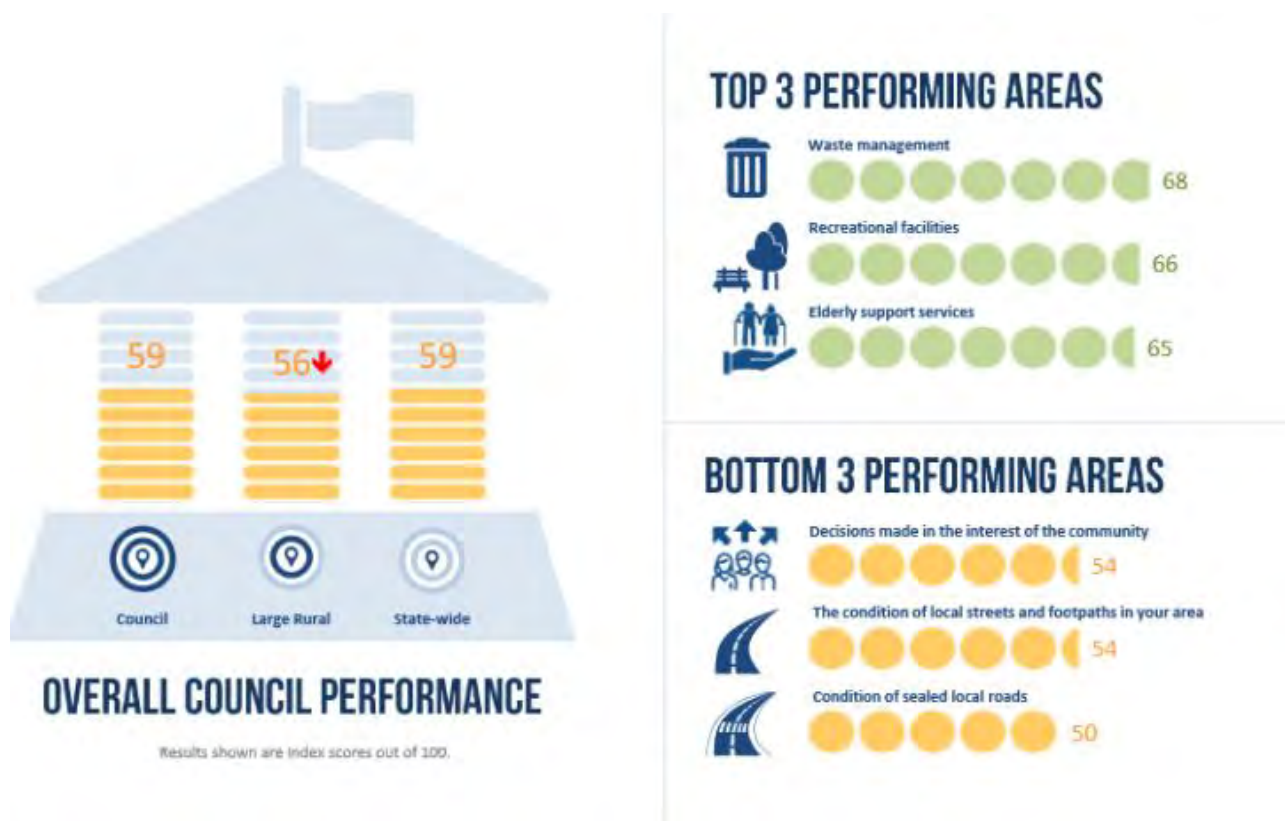 59
56
59
Council
Large Rural
State-wide
OVERALL COUNCIL PERFORMANCE
Results shown are index scores out of 100.
TOP 3 PERFORMING AREAS
Waste management
68
Recreational facilities
66
Elderly support services
65
BOTTOM 3 PERFORMING AREAS
Decisions made in the interest of the community
54
The condition of local streets and footpaths in your area
54
Condition of sealed local roads
50